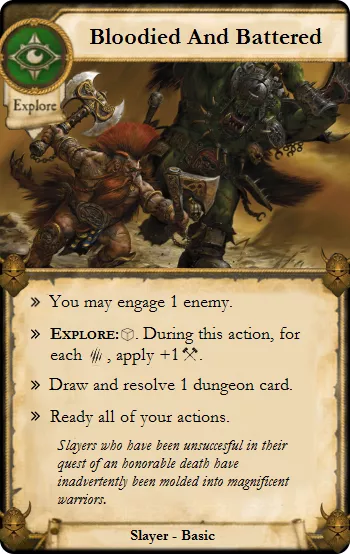 Bloodied And Battered
Explore
» You may engage 1 enemy.
» EXPLORE: . During this action, for
each , apply +1 .
» Draw and resolve 1 dungeon card.
» Ready all of your actions.
Slayers who have been unsuccesful in their
quest of an honorable death have
inadvertently been molded into magnificent
warriors.
Slayer - Basic